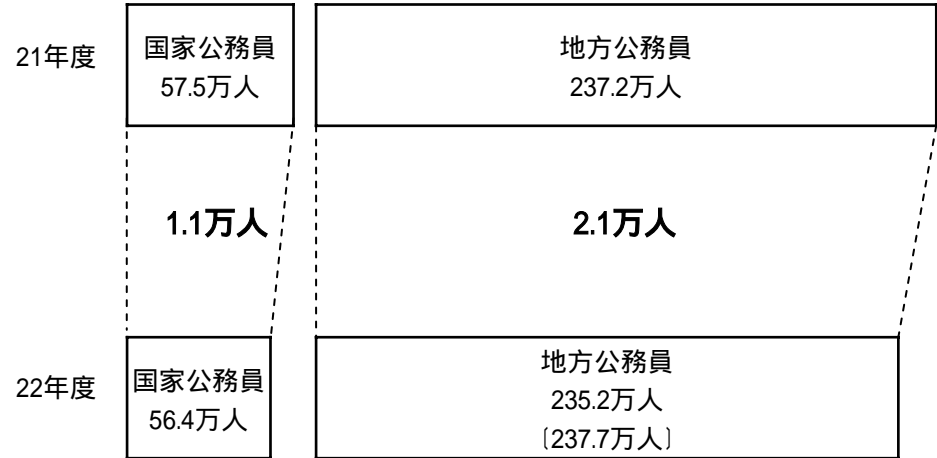 21年度
国家公務員
57.5万人
地方公務員
237.2万人
1.1万人
2.1万人
22年度
国家公務員
56.4万人
地方公務員
235.2万人
〔237.7万人〕